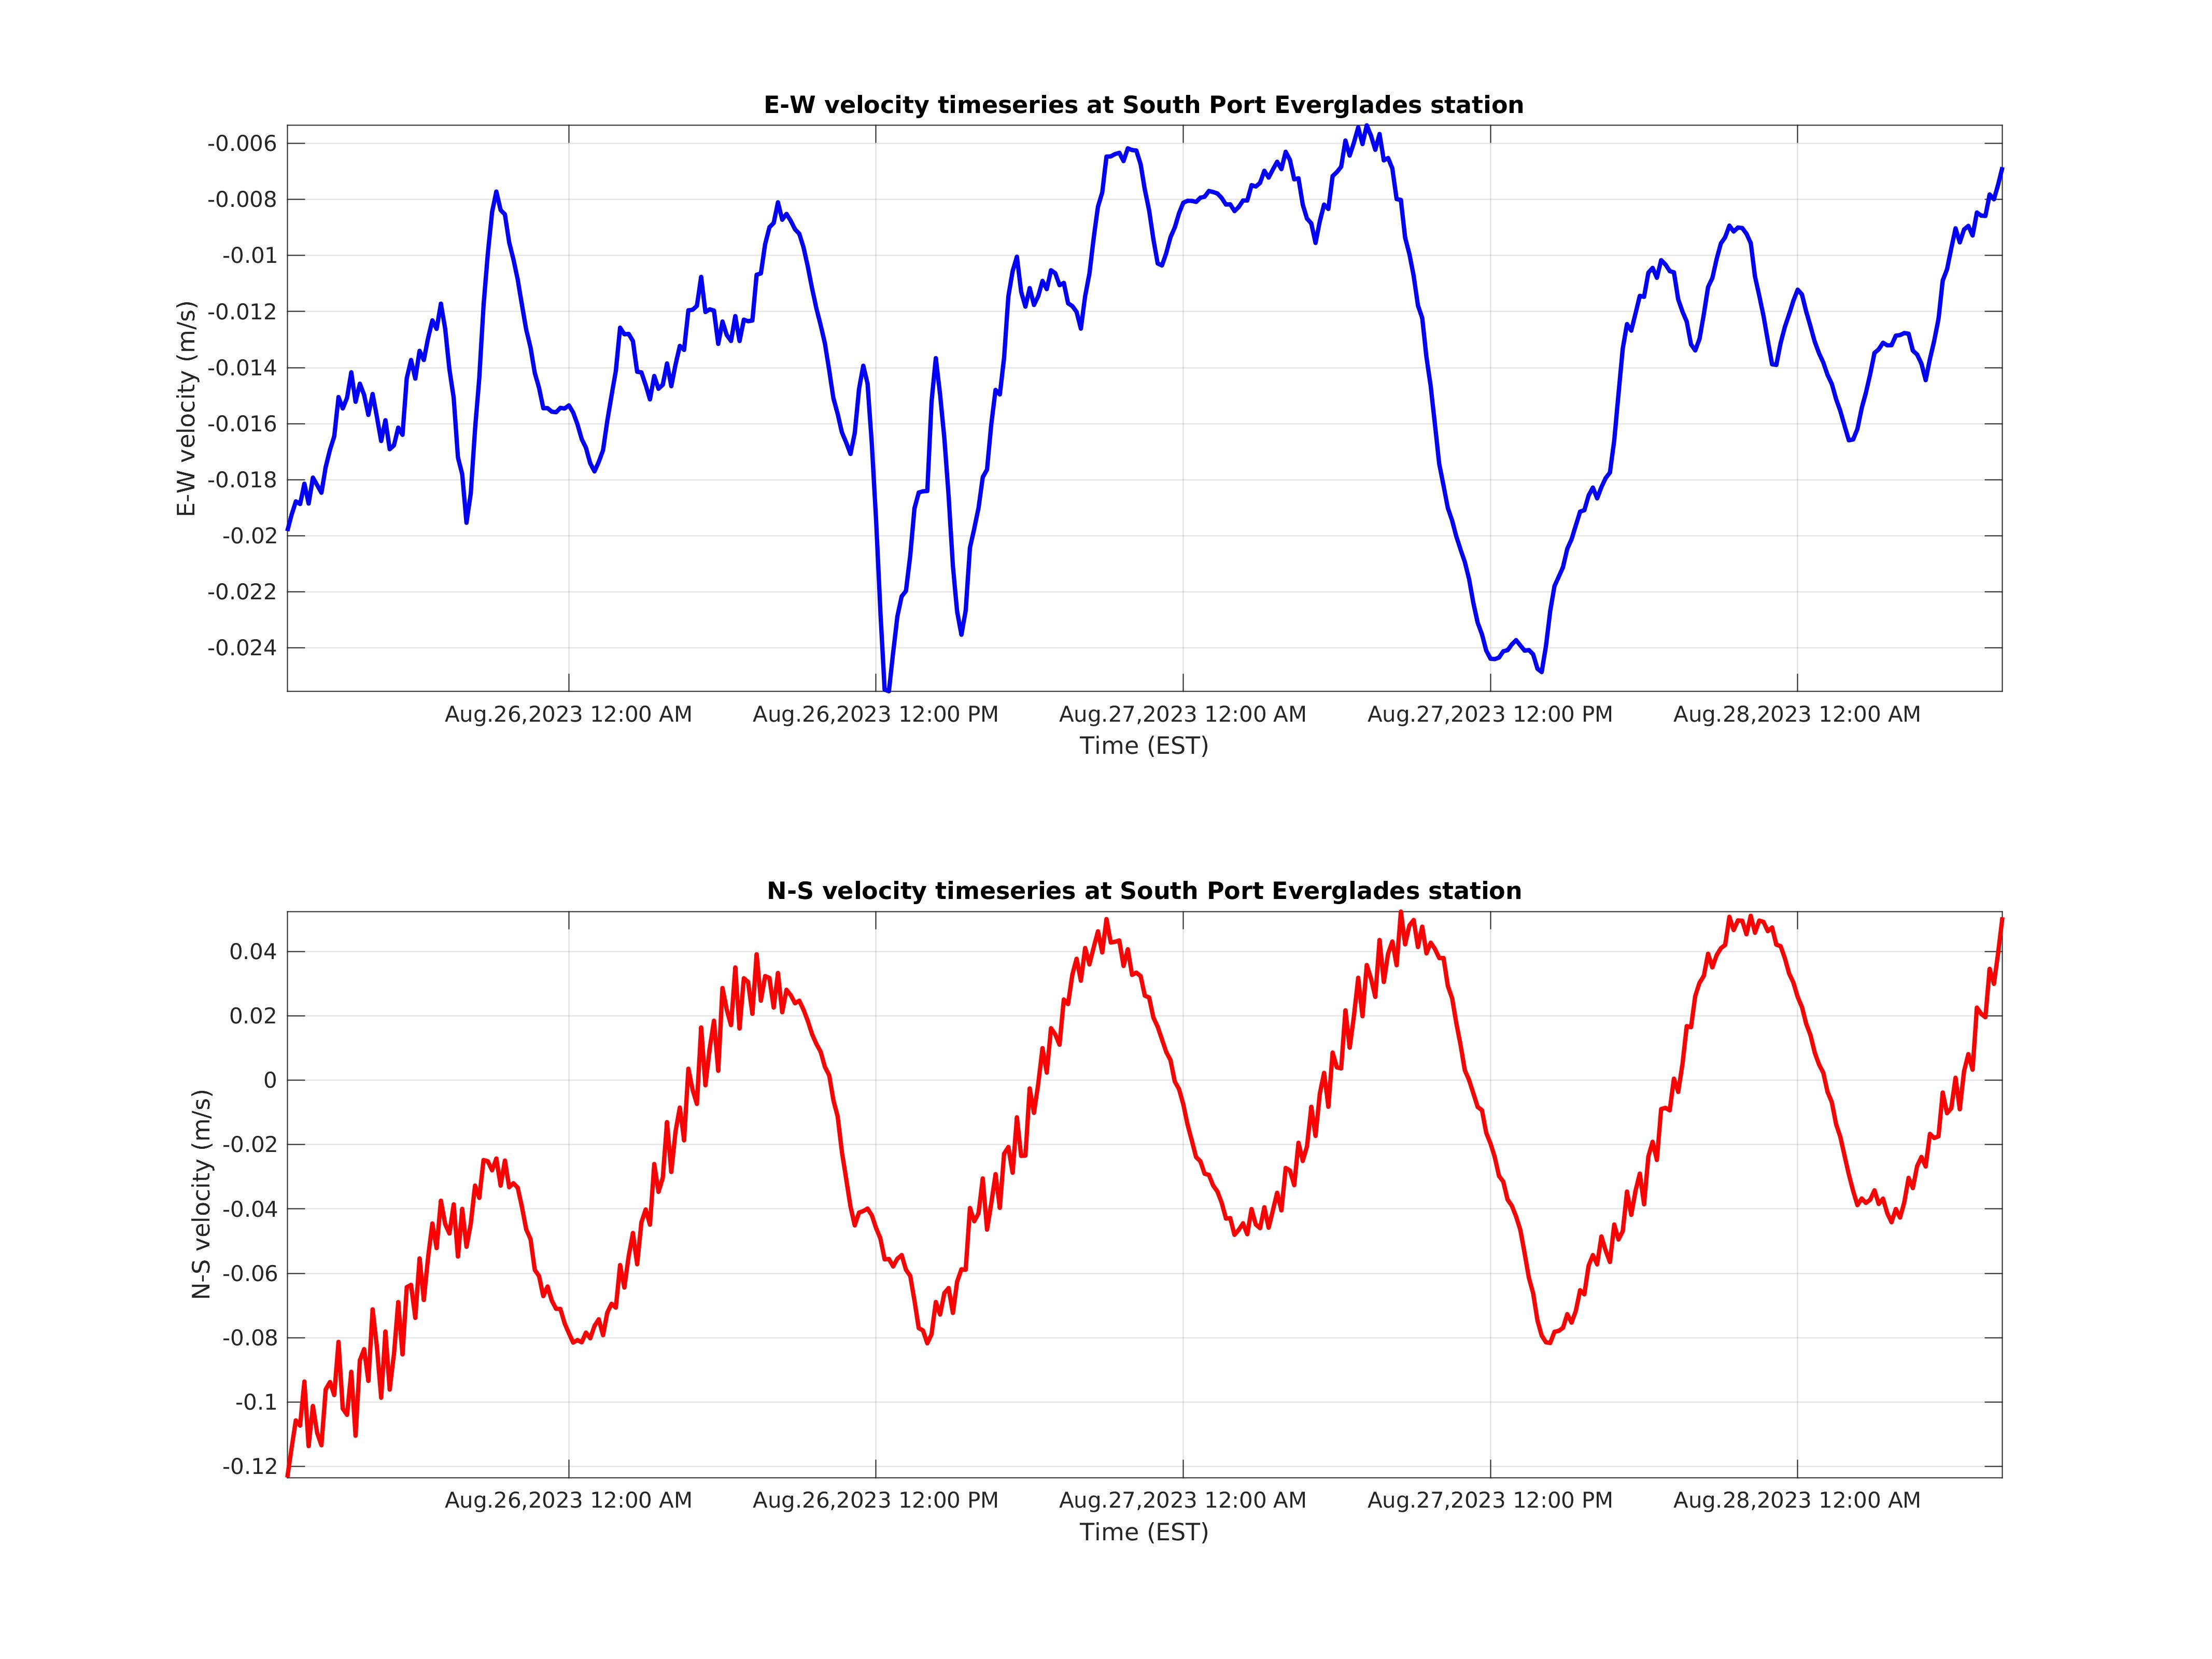 E-W velocity timeseries at South Port Everglades station
-0.006
-0.008
-0.01
-0.012
-0.014
-0.016
-0.018
-0.02
-0.022
-0.024
E-W velocity (m/s)
Aug.26,2023 12:00 AM Aug.26,2023 12:00 PM Aug.27,2023 12:00 AM Aug.27,2023 12:00 PM Aug.28,2023 12:00 AM
Time (EST)
N-S velocity timeseries at South Port Everglades station
0.04
0.02
0
-0.02
-0.04
-0.06
-0.08
-0.1
-0.12
N-S velocity (m/s)
Aug.26,2023 12:00 AM Aug.26,2023 12:00 PM Aug.27,2023 12:00 AM Aug.27,2023 12:00 PM Aug.28,2023 12:00 AM
Time (EST)